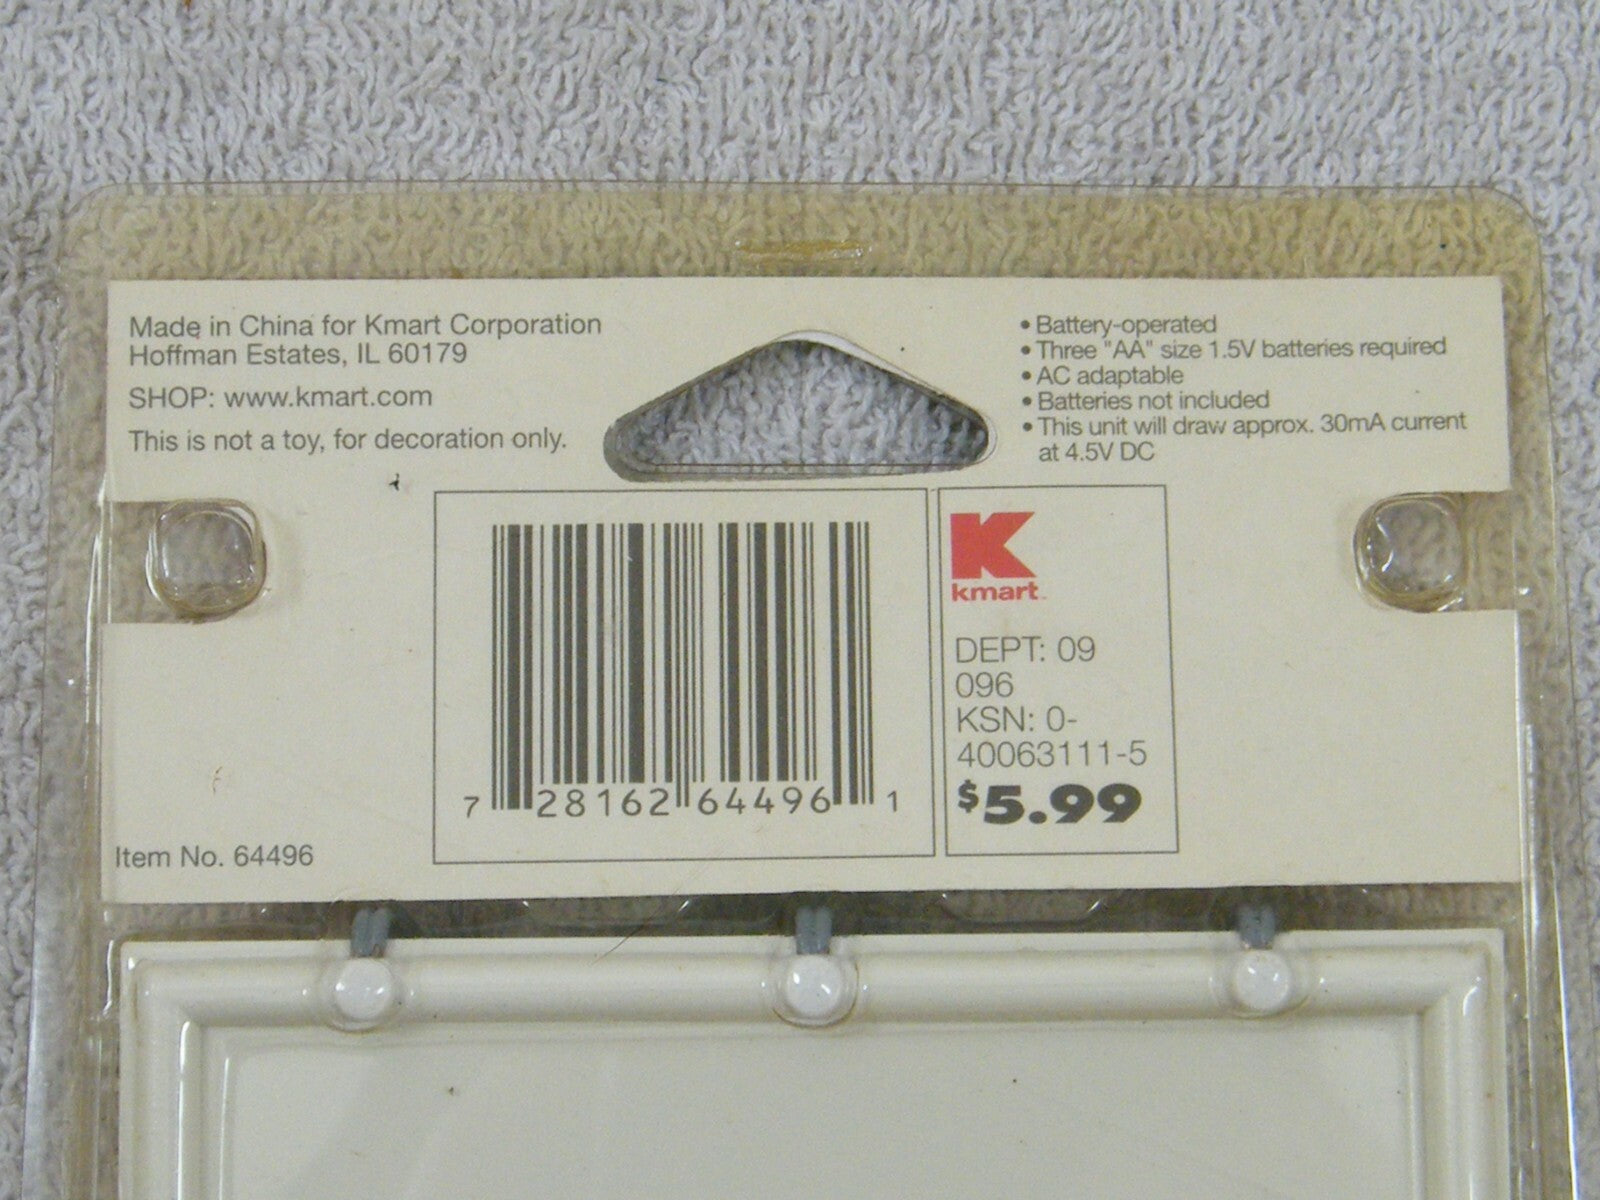 Made in China for Kmart Corporation
Hoffman Estates, IL 60179
SHOP: www.kmart.com
This is not a toy, for decoration only.
• Battery-operated
• Three "AA" size 1.5V batteries required
• AC adaptable
• Batteries not included
• This unit will draw approx. 30mA current
at 4.5V DC
7 28162 64496 1
K
kmart™
DEPT: 09
096
KSN: 0-
40063111-5
$5.99
Item No. 64496